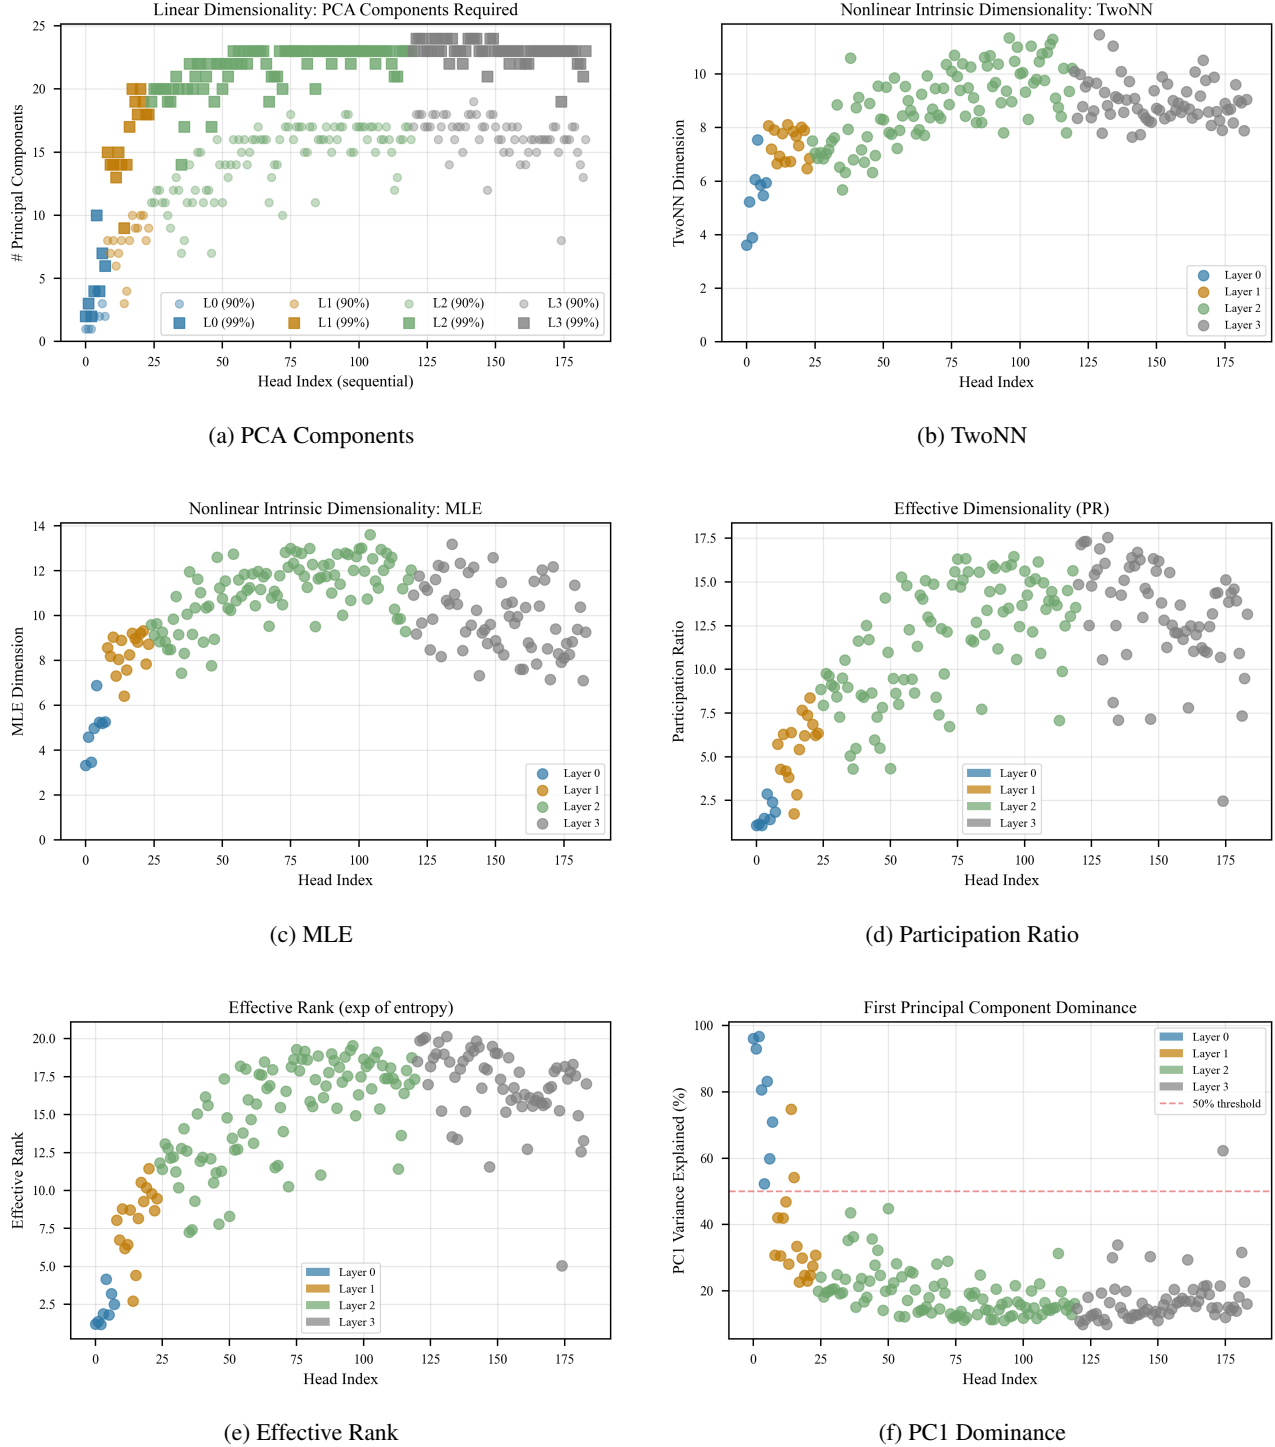 Linear Dimensionality: PCA Components Required
25
20
15
10
5
0
# Principal Components
L0 (90%) L1 (90%) L2 (90%) L3 (90%)
L0 (99%) L1 (99%) L2 (99%) L3 (99%)
0 25 50 75 100 125 150 175
Head Index (sequential)
(a) PCA Components
Nonlinear Intrinsic Dimensionality: TwoNN
10
8
6
4
2
0
TwoNN Dimension
Layer 0
Layer 1
Layer 2
Layer 3
0 25 50 75 100 125 150 175
Head Index
(b) TwoNN
Nonlinear Intrinsic Dimensionality: MLE
14
12
10
8
6
4
2
0
MLE Dimension
Layer 0
Layer 1
Layer 2
Layer 3
0 25 50 75 100 125 150 175
Head Index
(c) MLE
Effective Dimensionality (PR)
17.5
15.0
12.5
10.0
7.5
5.0
2.5
Participation Ratio
Layer 0
Layer 1
Layer 2
Layer 3
0 25 50 75 100 125 150 175
Head Index
(d) Participation Ratio
Effective Rank (exp of entropy)
20.0
17.5
15.0
12.5
10.0
7.5
5.0
2.5
Effective Rank
Layer 0
Layer 1
Layer 2
Layer 3
0 25 50 75 100 125 150 175
Head Index
(e) Effective Rank
First Principal Component Dominance
100
80
60
40
20
PC1 Variance Explained (%)
Layer 0
Layer 1
Layer 2
Layer 3
50% threshold
0 25 50 75 100 125 150 175
Head Index
(f) PC1 Dominance